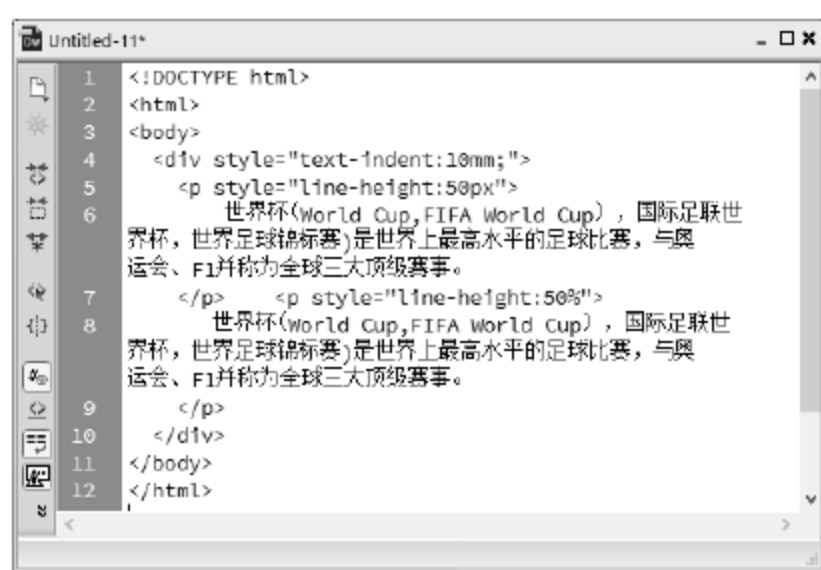 Untitled-11*
1 <!DOCTYPE html>
2 <html>
3 <body>
4 <div style="text-indent:10mm;">
5 <p style="line-height:50px">
6 世界杯(World Cup,FIFA World Cup），国际足联世
界杯，世界足球锦标赛)是世界上最高水平的足球比赛，与奥
运会、F1并称为全球三大顶级赛事。
7 </p> <p style="line-height:50%">
8 世界杯(World Cup,FIFA World Cup），国际足联世
界杯，世界足球锦标赛)是世界上最高水平的足球比赛，与奥
运会、F1并称为全球三大顶级赛事。
9 </p>
10 </div>
11 </body>
12 </html>